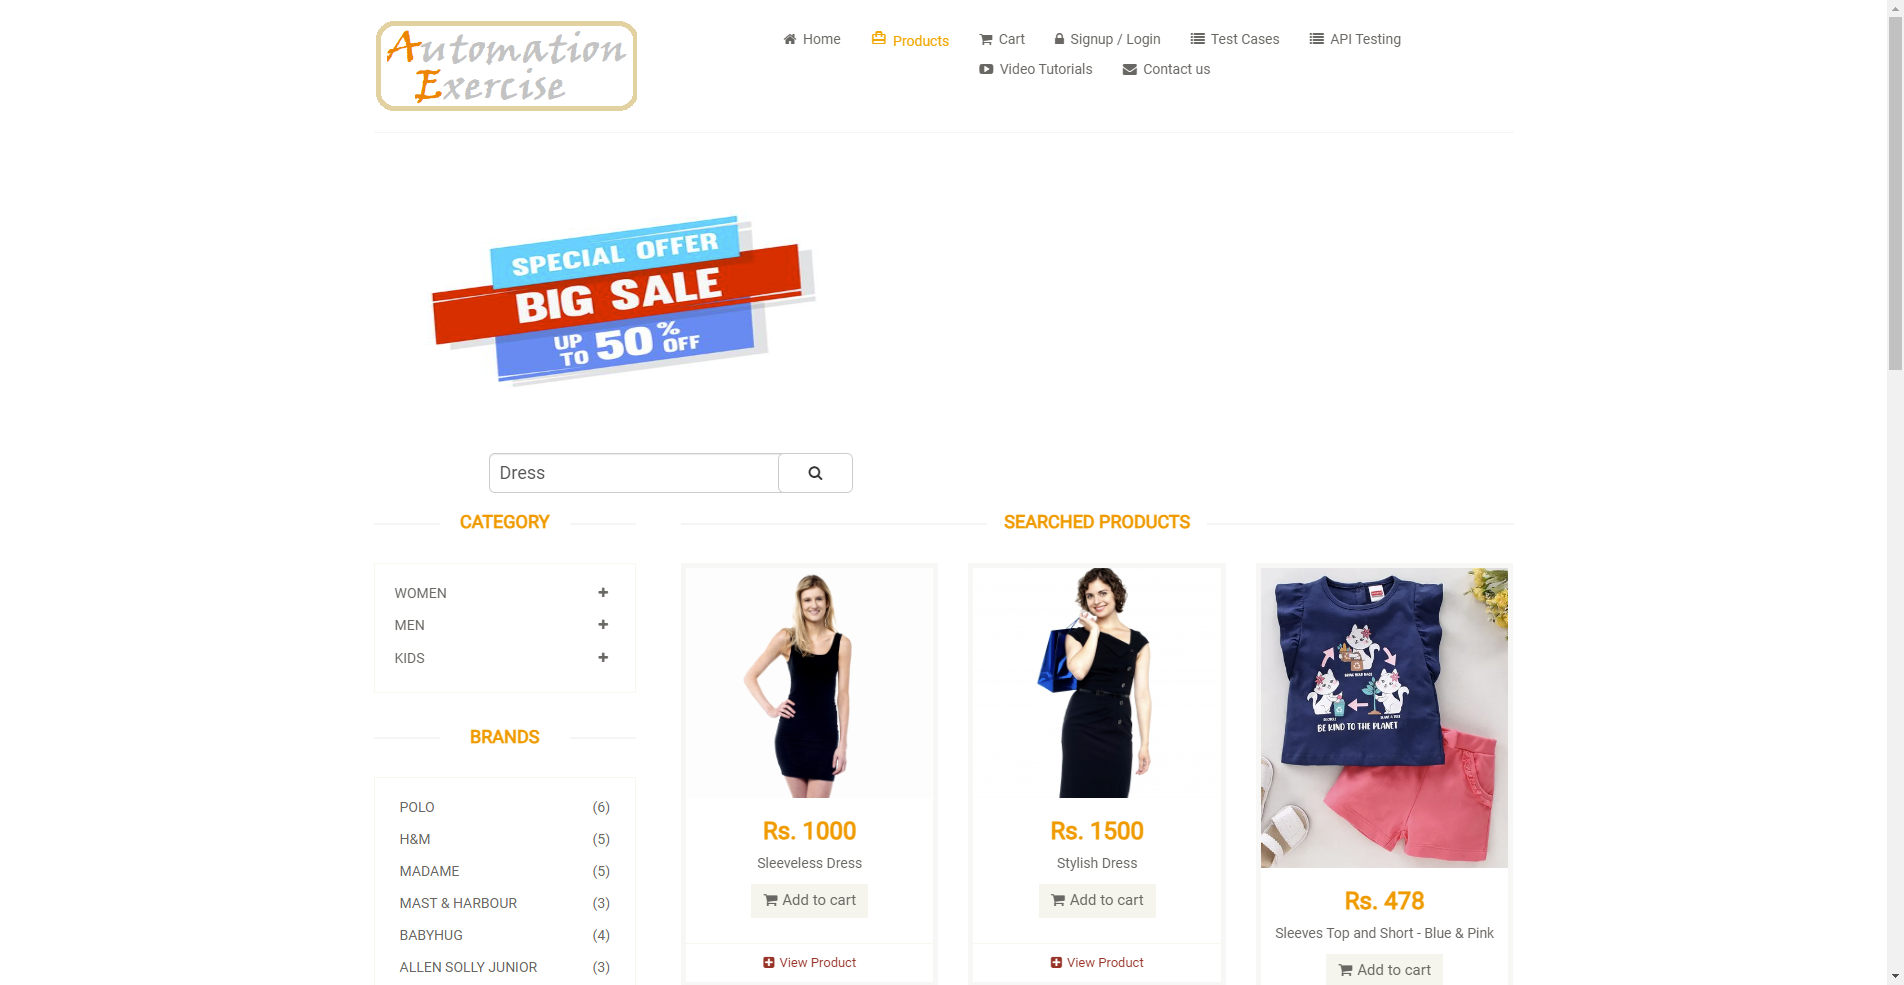 Automation
Exercise
Home
Products
Cart
Signup / Login
Test Cases
API Testing
Video Tutorials
Contact us
SPECIAL OFFER
BIG SALE
UP TO 50% OFF
Dress
CATEGORY
WOMEN
MEN
KIDS
BRANDS
POLO (6)
H&M (5)
MADAME (5)
MAST & HARBOUR (3)
BABYHUG (4)
ALLEN SOLLY JUNIOR (3)
SEARCHED PRODUCTS
Rs. 1000
Sleeveless Dress
Add to cart
View Product
Rs. 1500
Stylish Dress
Add to cart
View Product
BE KIND TO THE PLANET
Rs. 478
Sleeves Top and Short - Blue & Pink
Add to cart